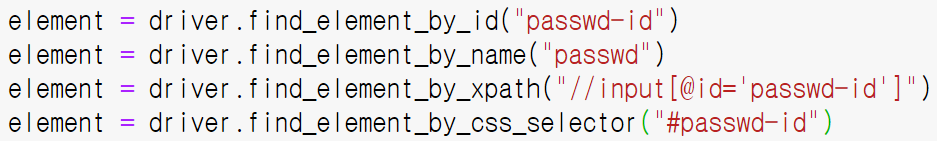 element = driver.find_element_by_id("passwd-id")
element = driver.find_element_by_name("passwd")
element = driver.find_element_by_xpath("//input[@id='passwd-id']")
element = driver.find_element_by_css_selector("#passwd-id")